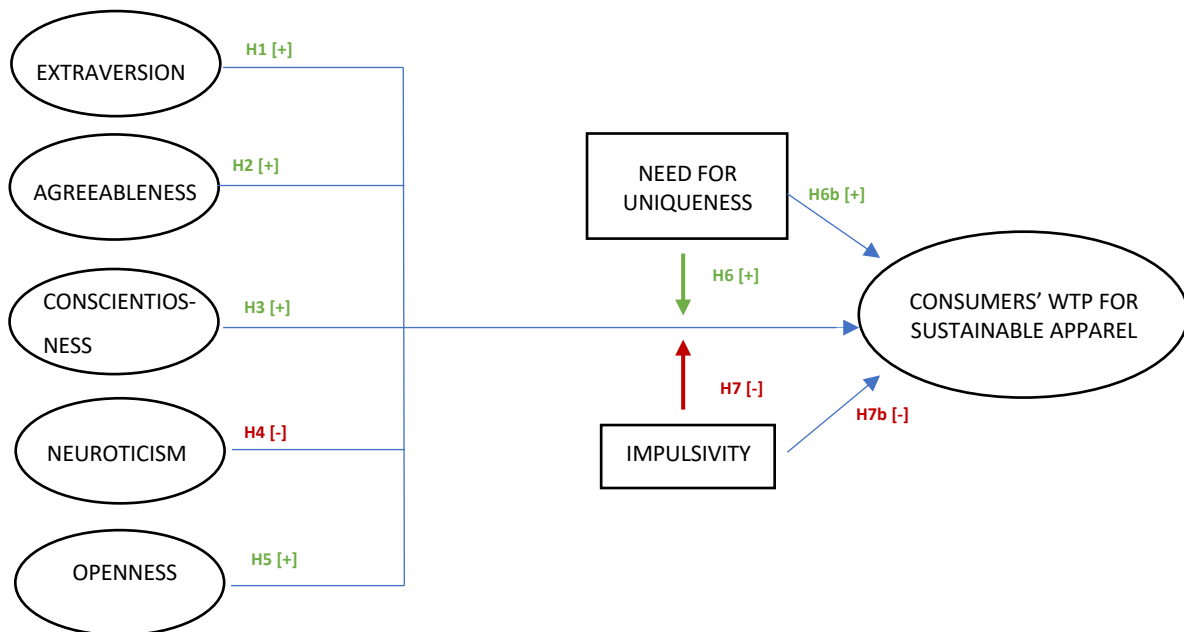 EXTRAVERSION
H1 [+]
AGREEABLENESS
H2 [+]
CONSCIENTIOS-
NESS
H3 [+]
NEUROTICISM
H4 [-]
OPENNESS
H5 [+]
NEED FOR
UNIQUENESS
H6 [+]
H6b [+]
H7 [-]
H7b [-]
IMPULSIVITY
CONSUMERS’ WTP FOR
SUSTAINABLE APPAREL